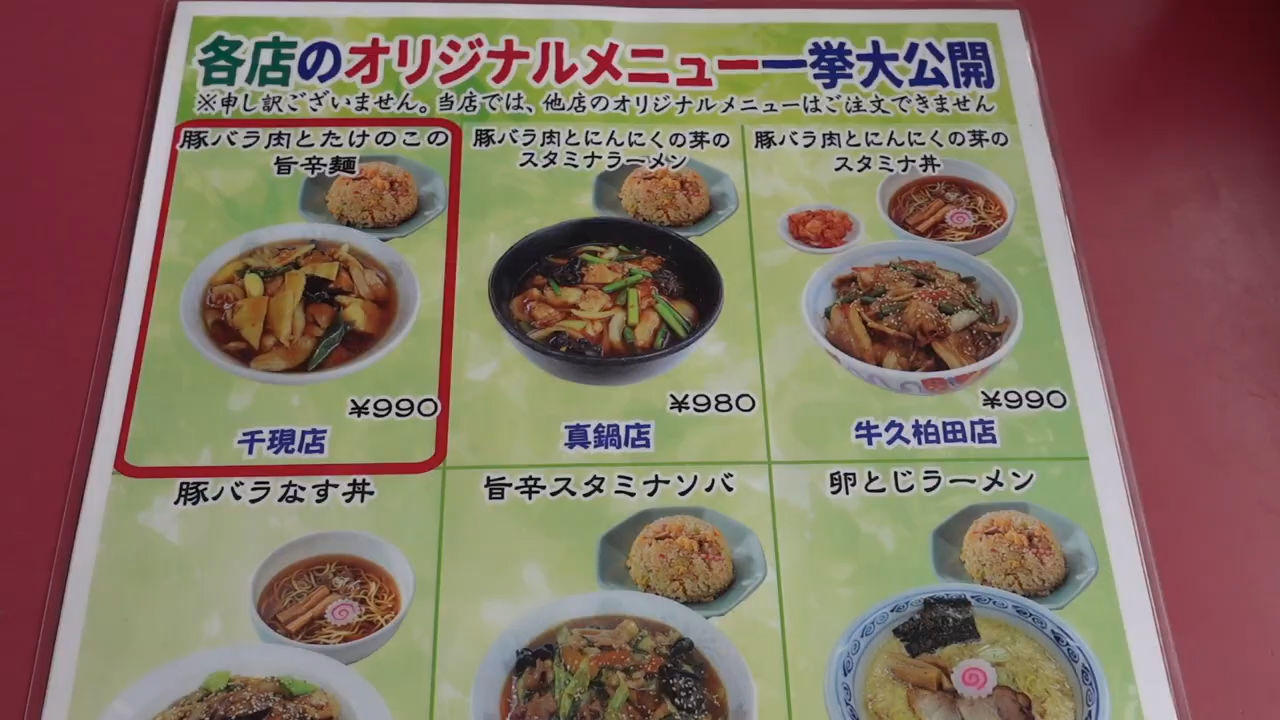 各店のオリジナルメニュー一挙大公開
※申し訳ございません。当店では、他店のオリジナルメニューはご注文できません
豚バラ肉とたけのこの
旨辛麺
¥990
千現店
豚バラ肉とにんにくの芽の
スタミナラーメン
¥980
真鍋店
豚バラ肉とにんにくの芽の
スタミナ丼
¥990
牛久柏田店
豚バラなす丼
旨辛スタミナソバ
卵とじラーメン